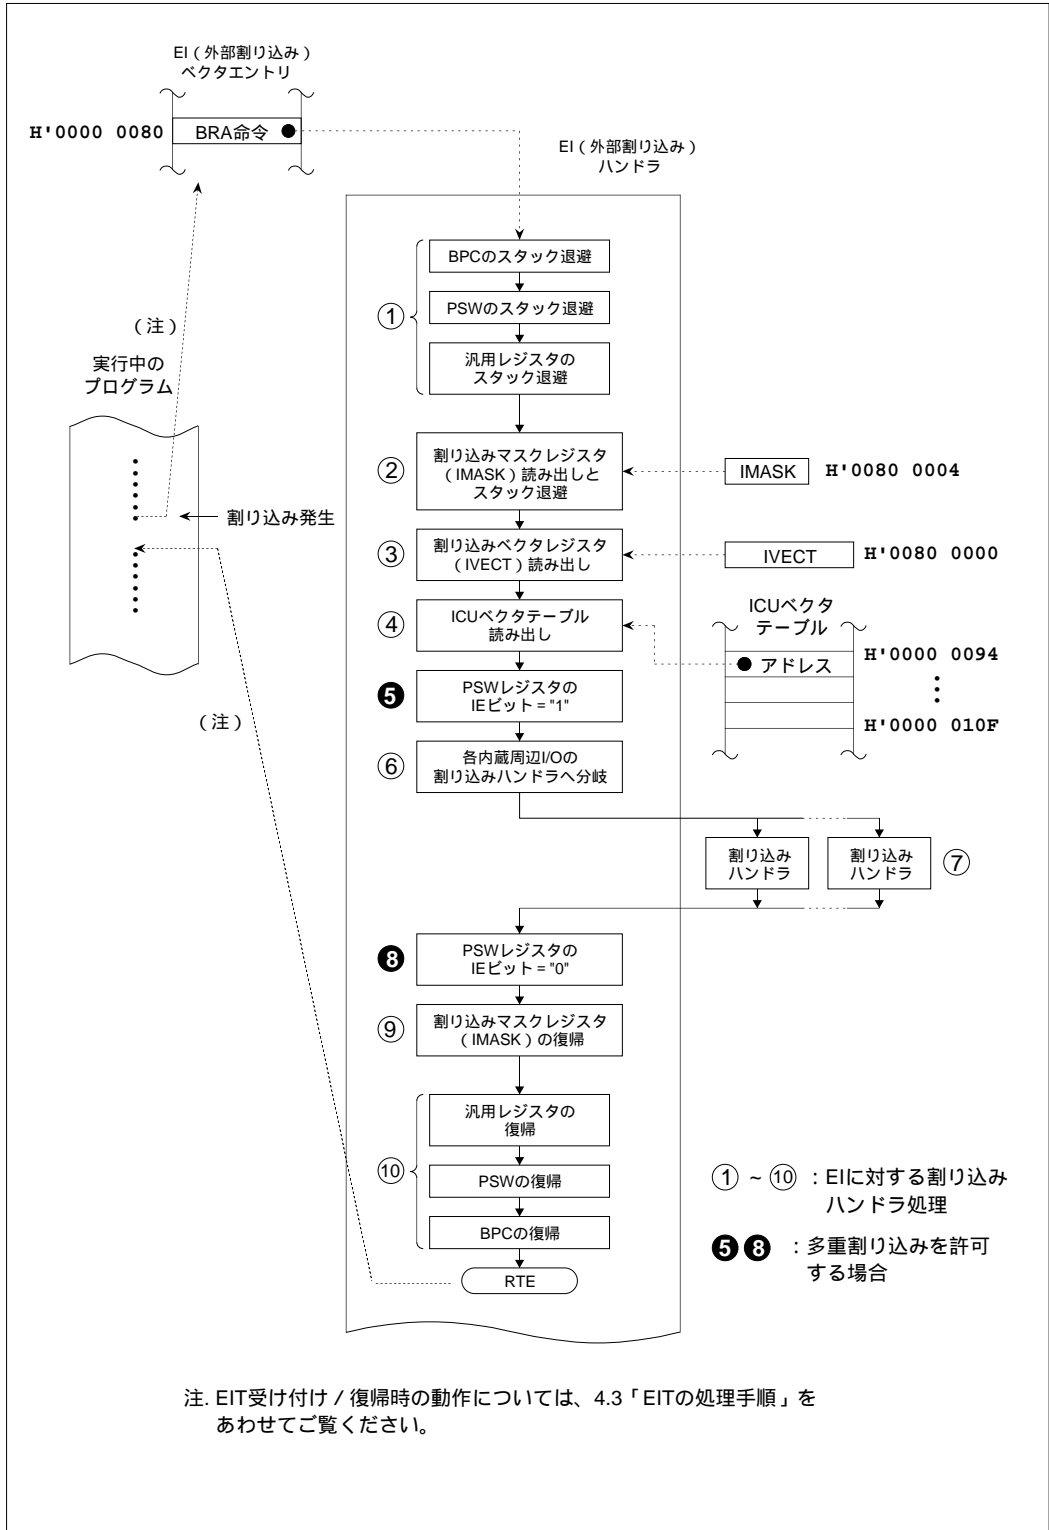 EI（外部割り込み）
ベクタエントリ
H'0000 0080
BRA命令
EI（外部割り込み）
ハンドラ
BPCのスタック退避
①
PSWのスタック退避
汎用レジスタの
スタック退避
（注）
実行中の
プログラム
割り込み発生
②
割り込みマスクレジスタ
（IMASK）読み出しと
スタック退避
IMASK
H'0080 0004
③
割り込みベクタレジスタ
（IVECT）読み出し
IVECT
H'0080 0000
④
ICUベクタテーブル
読み出し
ICUベクタ
テーブル
アドレス
H'0000 0094
H'0000 010F
❺
PSWレジスタの
IEビット = "1"
（注）
⑥
各内蔵周辺I/Oの
割り込みハンドラへ分岐
割り込み
ハンドラ
割り込み
ハンドラ
⑦
❽
PSWレジスタの
IEビット = "0"
⑨
割り込みマスクレジスタ
（IMASK）の復帰
汎用レジスタの
復帰
⑩
PSWの復帰
BPCの復帰
RTE
① ~ ⑩ ：EIに対する割り込み
ハンドラ処理
❺❽ ：多重割り込みを許可
する場合
注. EIT受け付け / 復帰時の動作については、4.3「EITの処理手順」を
あわせてご覧ください。